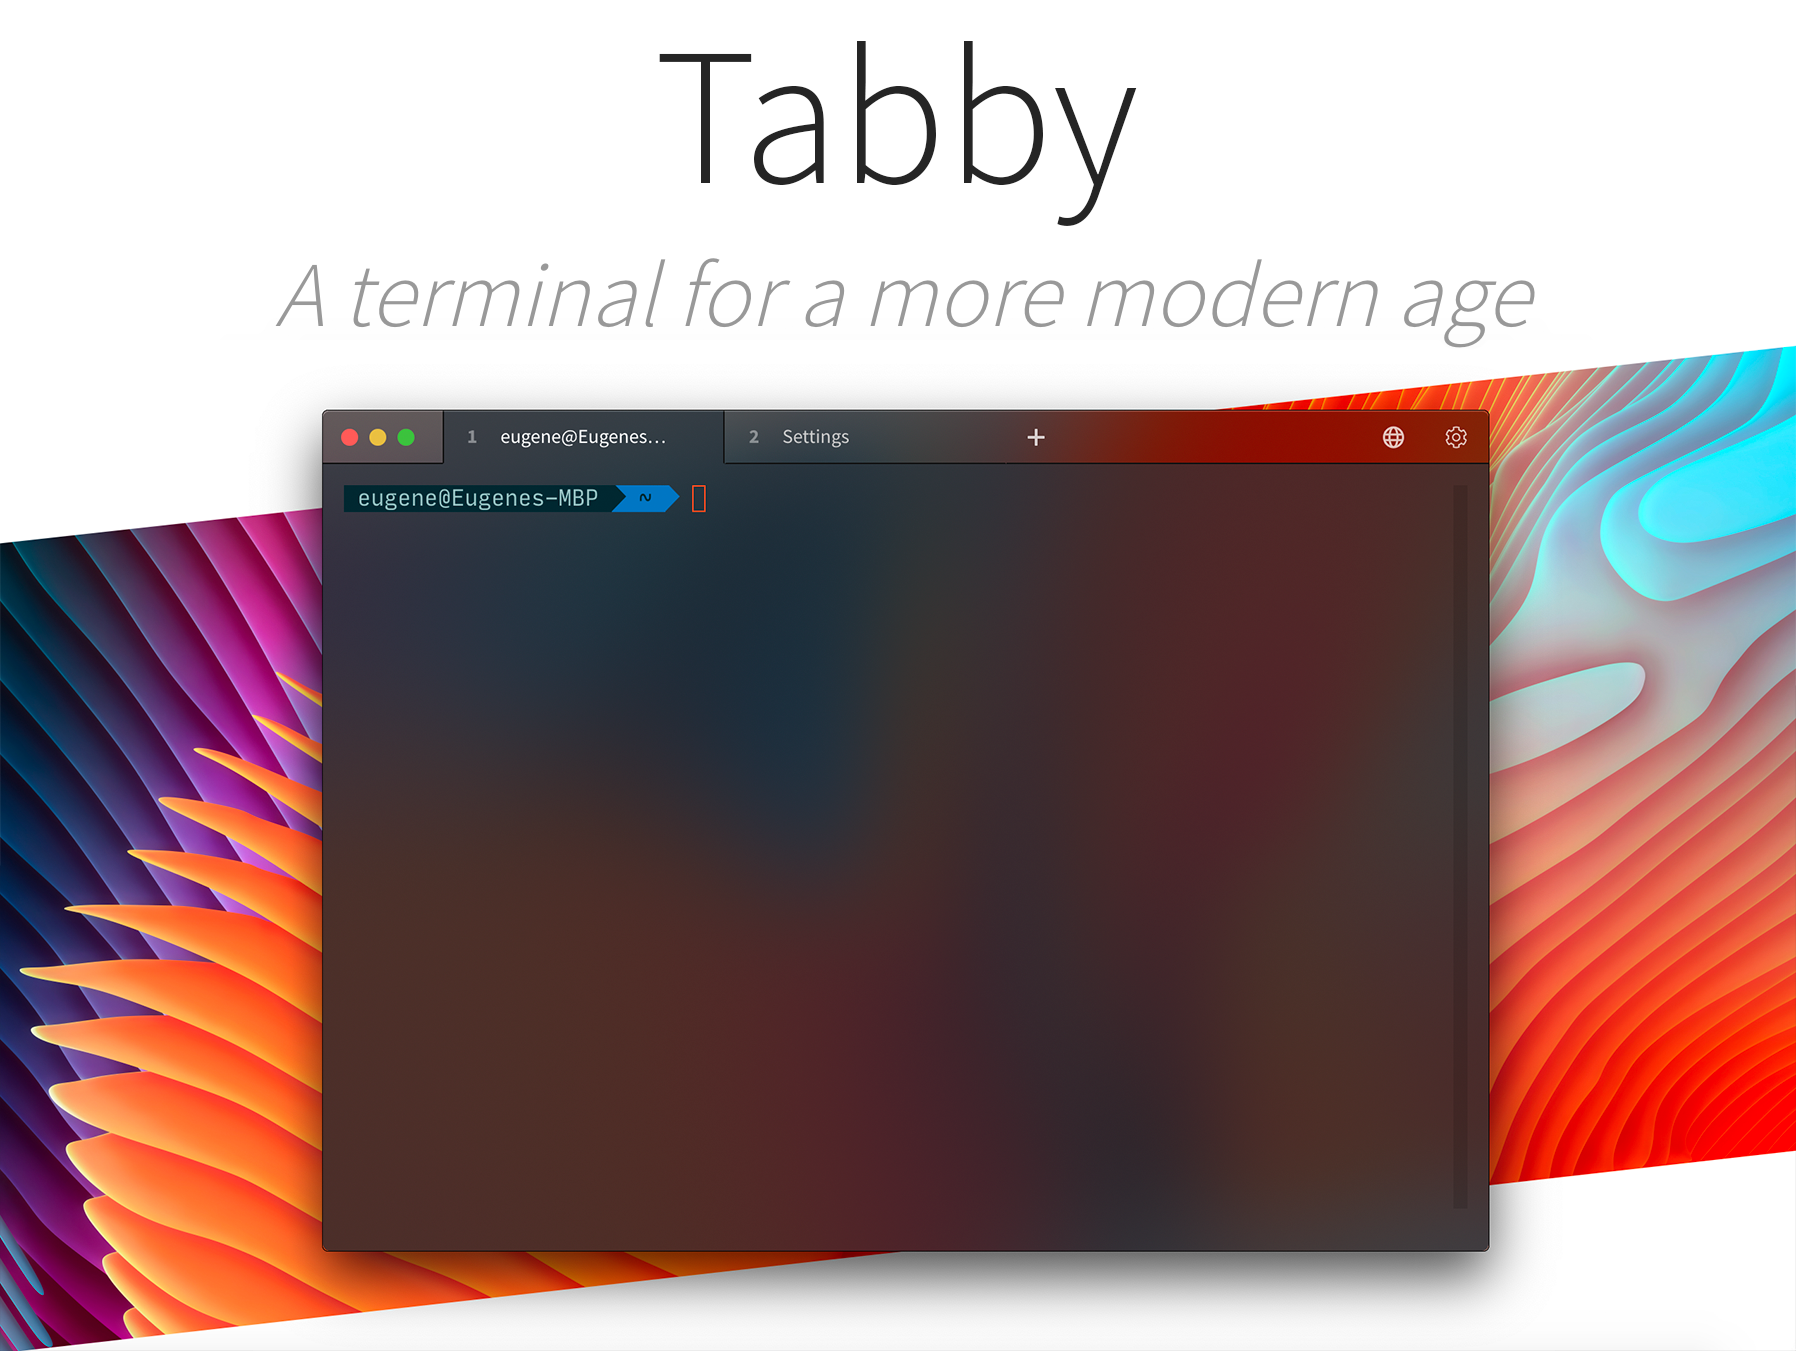 Tabby
A terminal for a more modern age
1 eugene@Eugenes... 2 Settings +
eugene@Eugenes-MBP ~